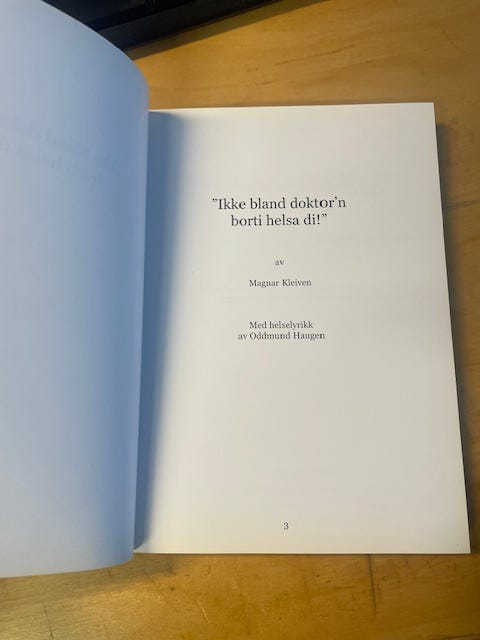 "Ikke bland doktor'n
borti helsa di!"
av
Magnar Kleiven
Med helselyrikk
av Oddmund Haugen
3